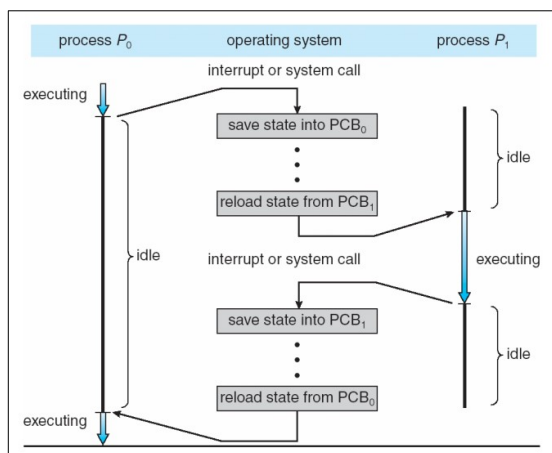 process P₀ operating system process P₁
interrupt or system call
executing
save state into PCB₀
idle
reload state from PCB₁
idle
interrupt or system call
executing
save state into PCB₁
idle
reload state from PCB₀
executing